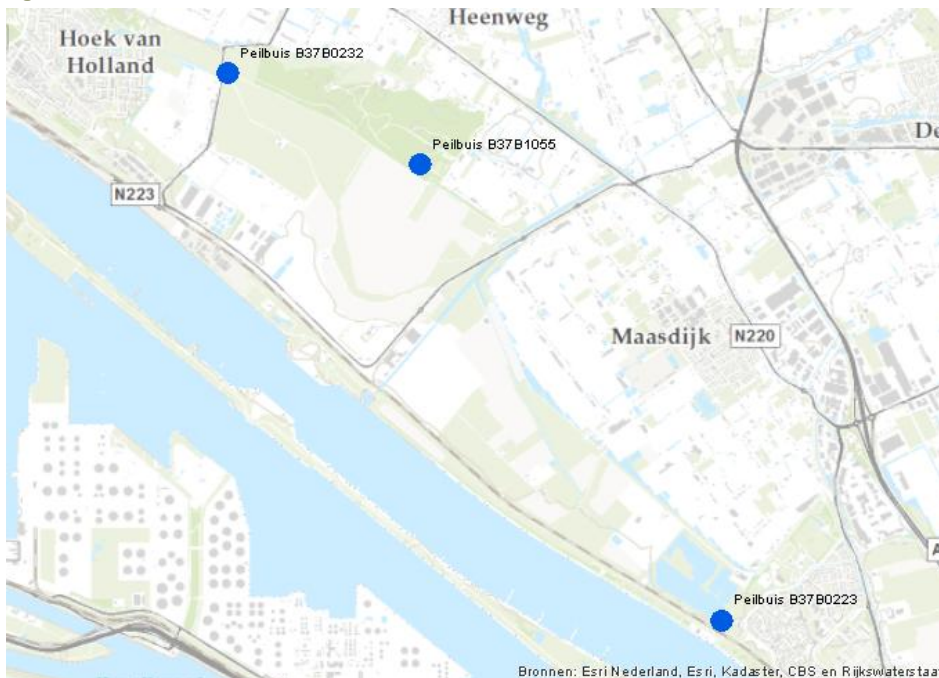 Heenweg
Hoek van
Holland
Peilbuis B37B0232
Peilbuis B37B1055
De
N223
Maasdijk
N220
A
Peilbuis B37B0223
Bronnen: Esri Nederland, Esri, Kadaster, CBS en Rijkswaterstaa